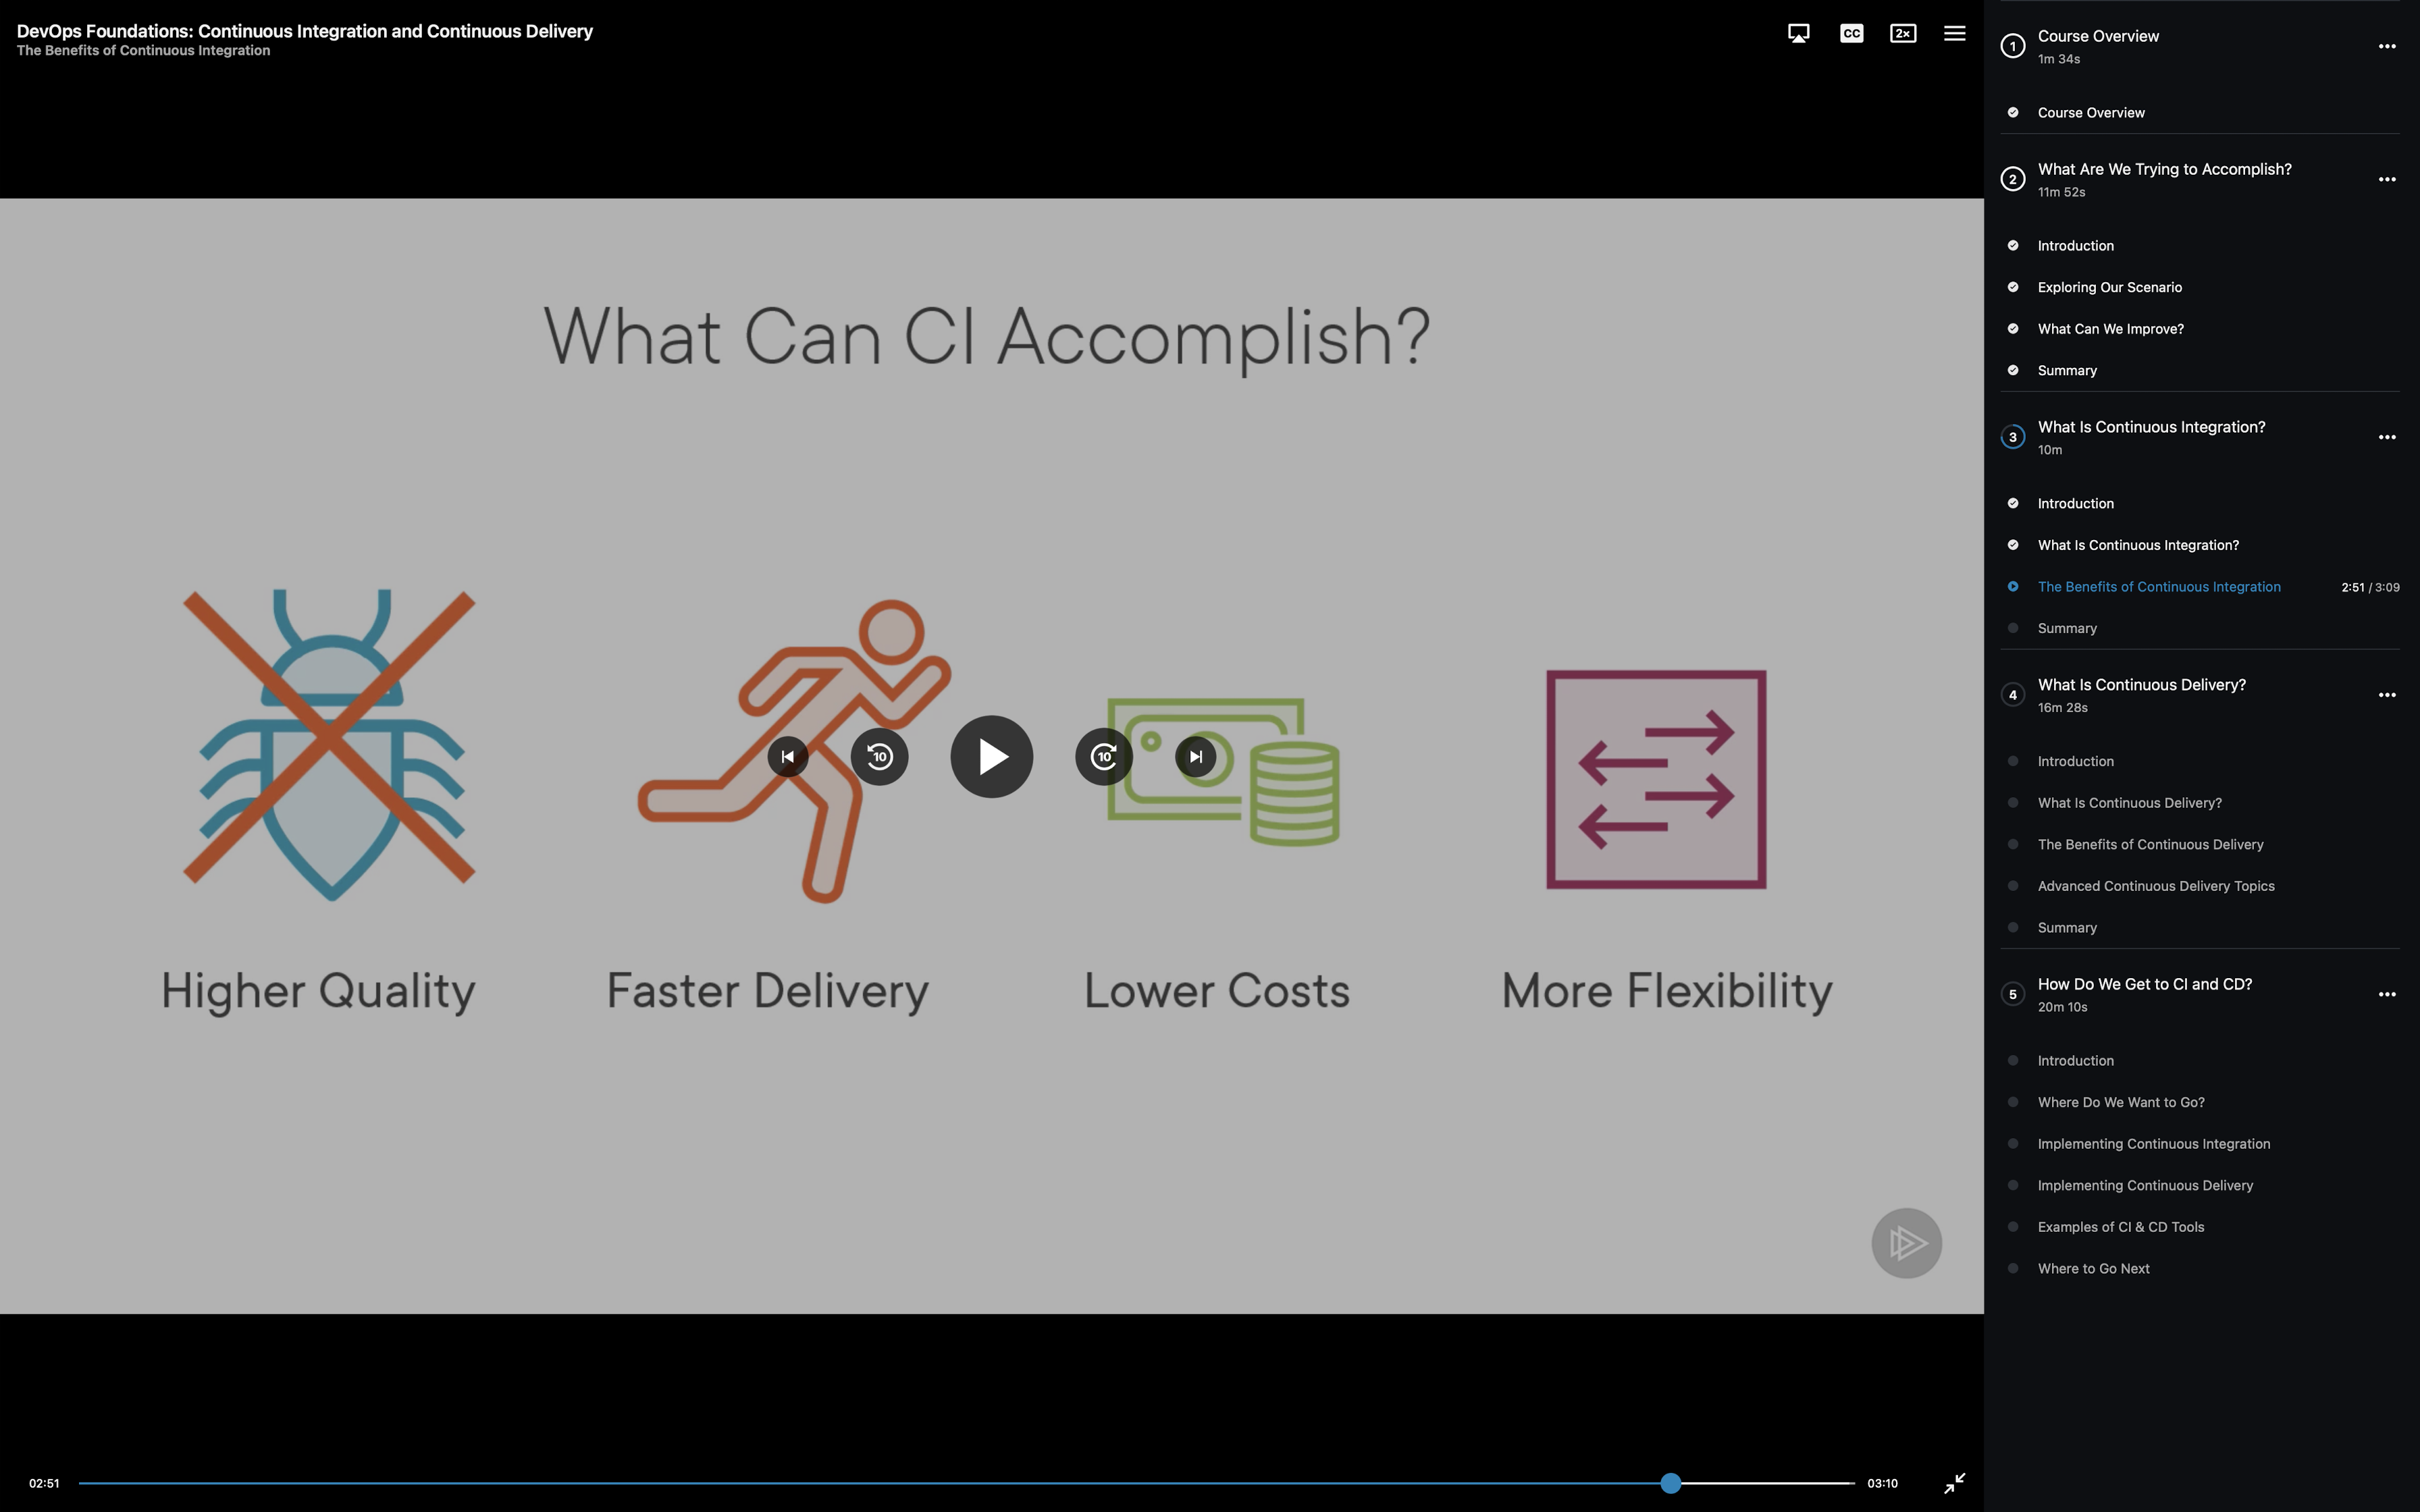 DevOps Foundations: Continuous Integration and Continuous Delivery
The Benefits of Continuous Integration
CC
2×
What Can CI Accomplish?
10
10
Higher Quality
Faster Delivery
Lower Costs
More Flexibility
02:51
03:10
1
Course Overview
1m 34s
Course Overview
2
What Are We Trying to Accomplish?
11m 52s
Introduction
Exploring Our Scenario
What Can We Improve?
Summary
3
What Is Continuous Integration?
10m
Introduction
What Is Continuous Integration?
The Benefits of Continuous Integration 2:51 / 3:09
Summary
4
What Is Continuous Delivery?
16m 28s
Introduction
What Is Continuous Delivery?
The Benefits of Continuous Delivery
Advanced Continuous Delivery Topics
Summary
5
How Do We Get to CI and CD?
20m 10s
Introduction
Where Do We Want to Go?
Implementing Continuous Integration
Implementing Continuous Delivery
Examples of CI & CD Tools
Where to Go Next